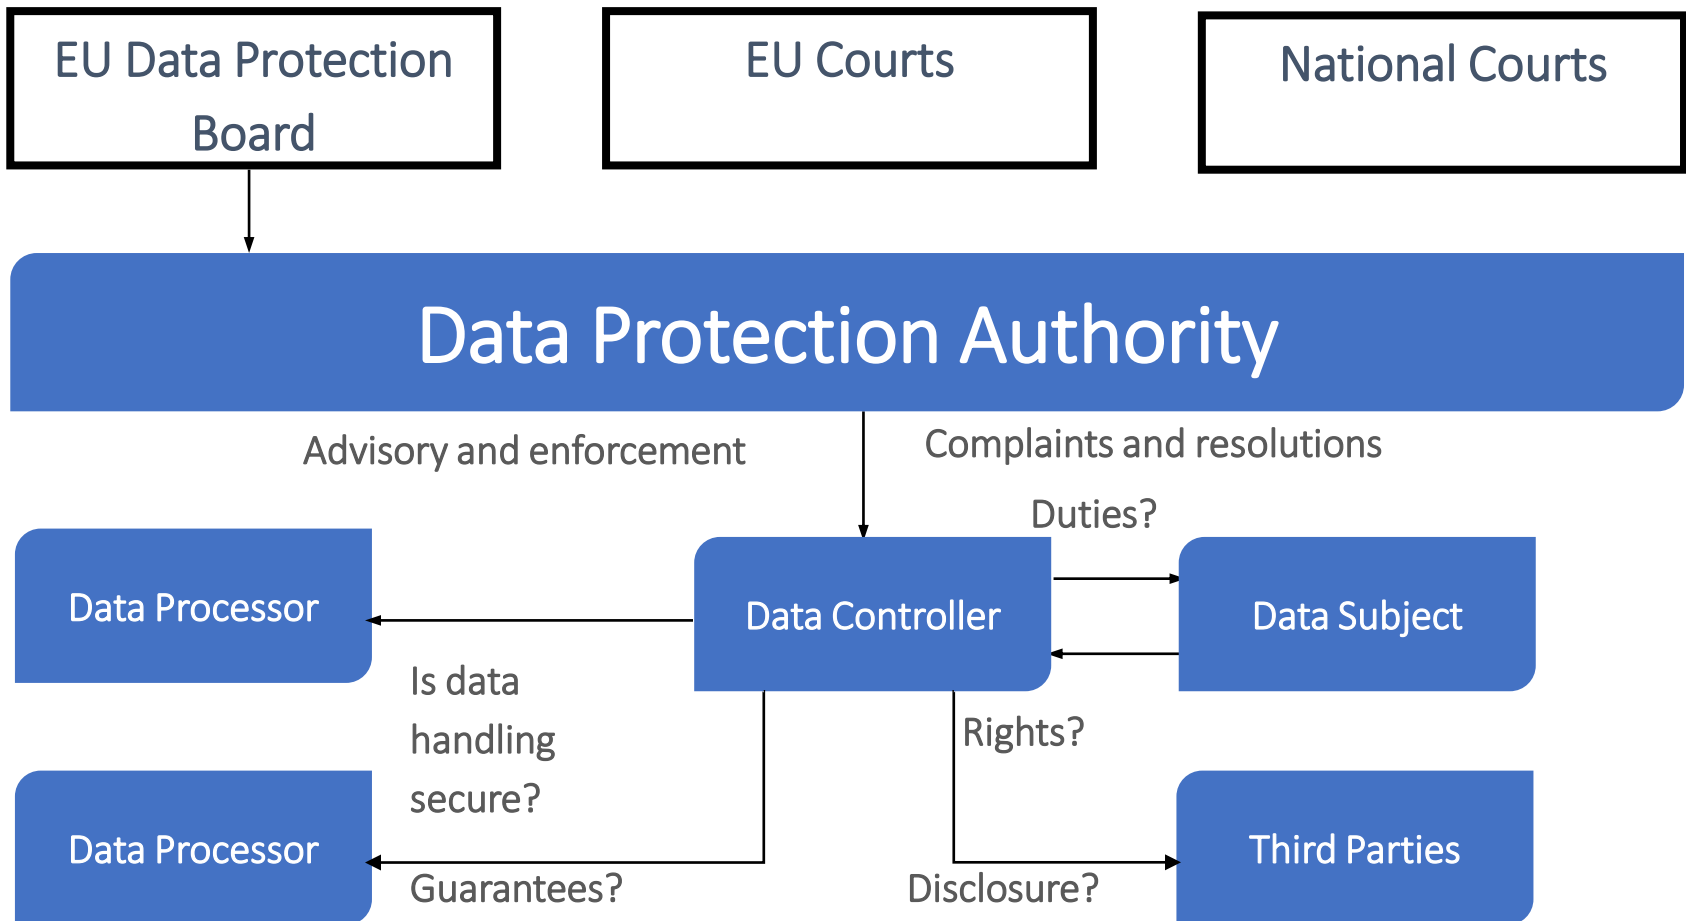 EU Data Protection
Board
EU Courts
National Courts
Data Protection Authority
Advisory and enforcement
Complaints and resolutions
Duties?
Data Processor
Data Controller
Data Subject
Is data
handling
secure?
Rights?
Data Processor
Third Parties
Guarantees?
Disclosure?